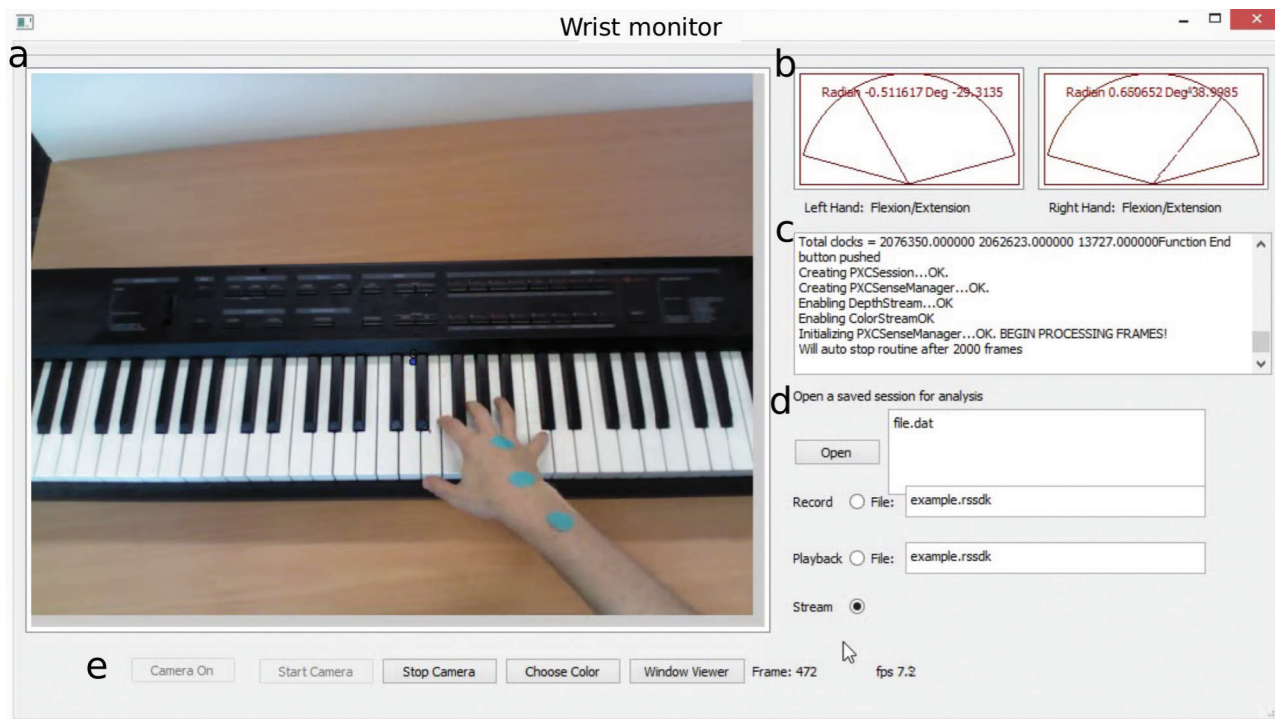 Wrist monitor
a
b
Radian -0.511617 Deg -29.3135
Radian 0.680652 Deg 38.9985
Left Hand: Flexion/Extension
Right Hand: Flexion/Extension
c
Total clocks = 2076350.000000 2062623.000000 13727.000000Function End
button pushed
Creating PXCSession...OK.
Creating PXCSenseManager...OK.
Enabling DepthStream...OK
Enabling ColorStreamOK
Initializing PXCSenseManager...OK. BEGIN PROCESSING FRAMES!
Will auto stop routine after 2000 frames
d
Open a saved session for analysis
file.dat
Open
Record File: example.rssdk
Playback File: example.rssdk
Stream
e
Camera On Start Camera Stop Camera Choose Color Window Viewer Frame: 472 fps 7.2